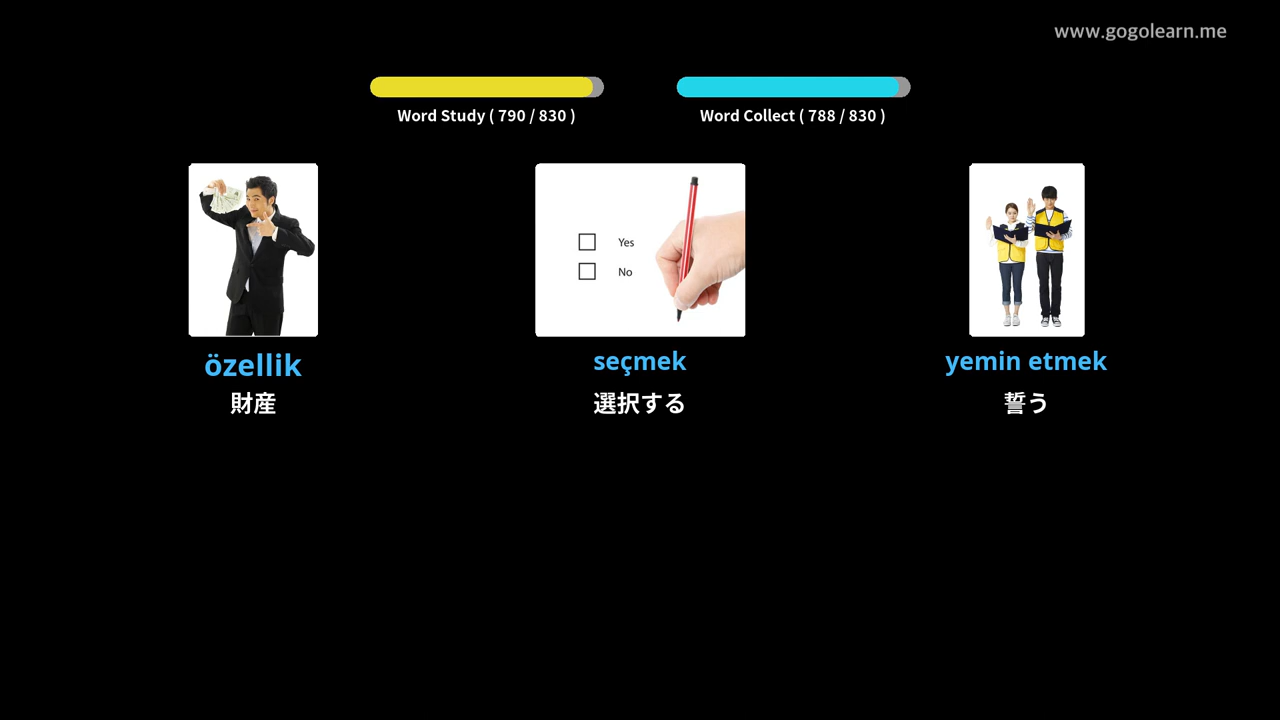 www.gogolearn.me
Word Study ( 790 / 830 )
Word Collect ( 788 / 830 )
Yes
No
özellik
seçmek
yemin etmek
財産
選択する
誓う